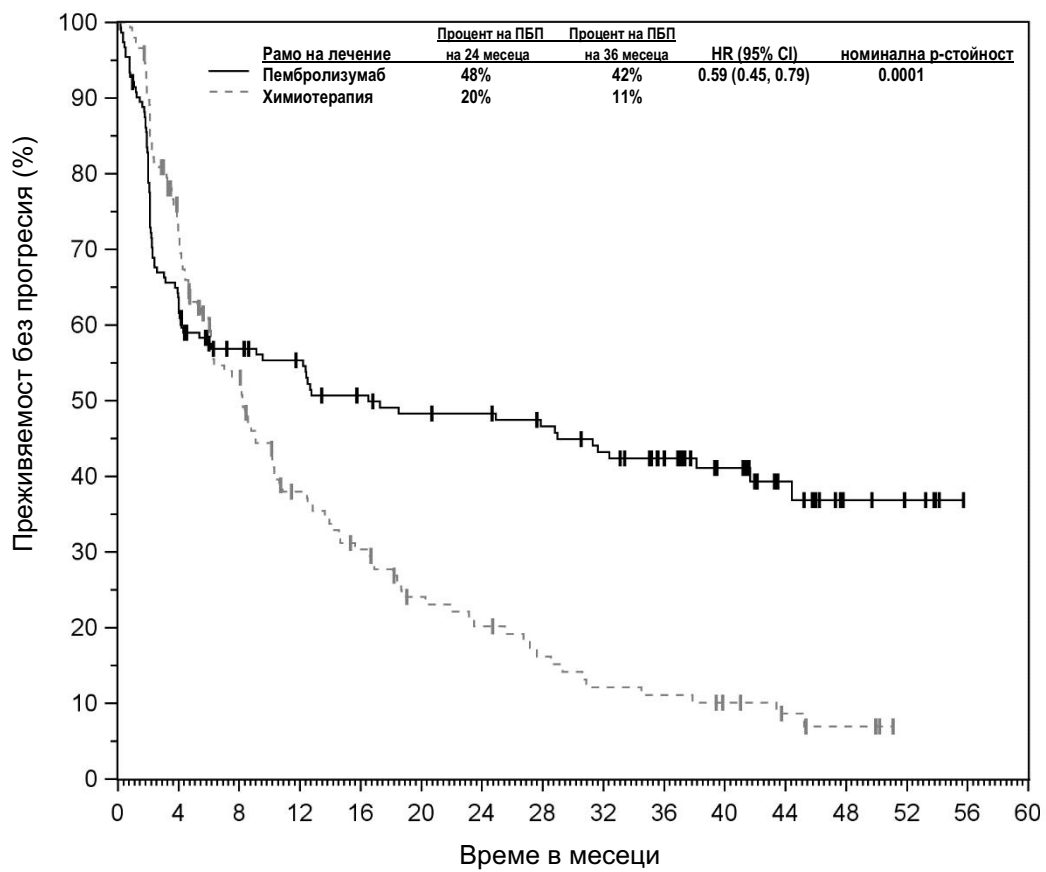 Процент на ПБП Процент на ПБП
Рамо на лечение на 24 месеца на 36 месеца HR (95% CI) номинална р-стойност
Пембролизумаб 48% 42% 0.59 (0.45, 0.79) 0.0001
Химиотерапия 20% 11%
Преживяемост без прогресия (%)
100
90
80
70
60
50
40
30
20
10
0
0 4 8 12 16 20 24 28 32 36 40 44 48 52 56 60
Време в месеци